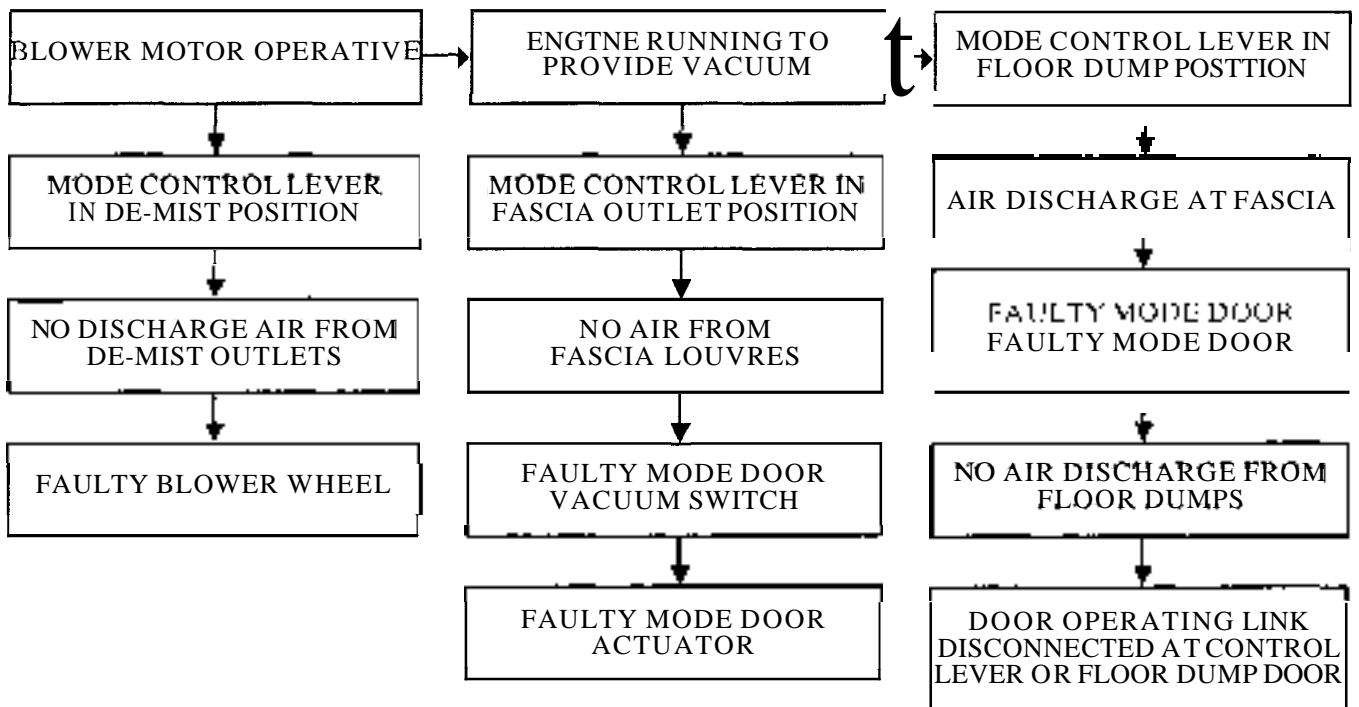 BLOWER MOTOR OPERATIVE
MODE CONTROL LEVER
IN DE-MIST POSITION
NO DISCHARGE AIR FROM
DE-MIST OUTLETS
FAULTY BLOWER WHEEL
ENGTNE RUNNING TO
PROVIDE VACUUM
MODE CONTROL LEVER IN
FASCIA OUTLET POSITION
NO AIR FROM
FASCIA LOUVRES
FAULTY MODE DOOR
VACUUM SWITCH
FAULTY MODE DOOR
ACTUATOR
t
MODE CONTROL LEVER IN
FLOOR DUMP POSTTION
AIR DISCHARGE AT FASCIA
FAULTY MODE DOOR
FAULTY MODE DOOR
NO AIR DISCHARGE FROM
FLOOR DUMPS
DOOR OPERATING LINK
DISCONNECTED AT CONTROL
LEVER OR FLOOR DUMP DOOR